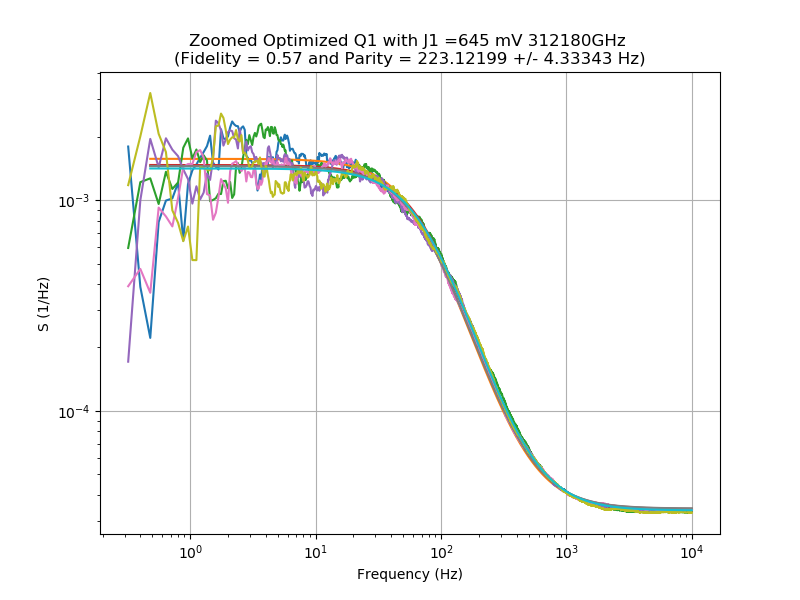 Zoomed Optimized Q1 with J1 =645 mV 312180GHz
(Fidelity = 0.57 and Parity = 223.12199 +/- 4.33343 Hz)
S (1/Hz)
10⁻³
10⁻⁴
10⁰ 10¹ 10² 10³ 10⁴
Frequency (Hz)